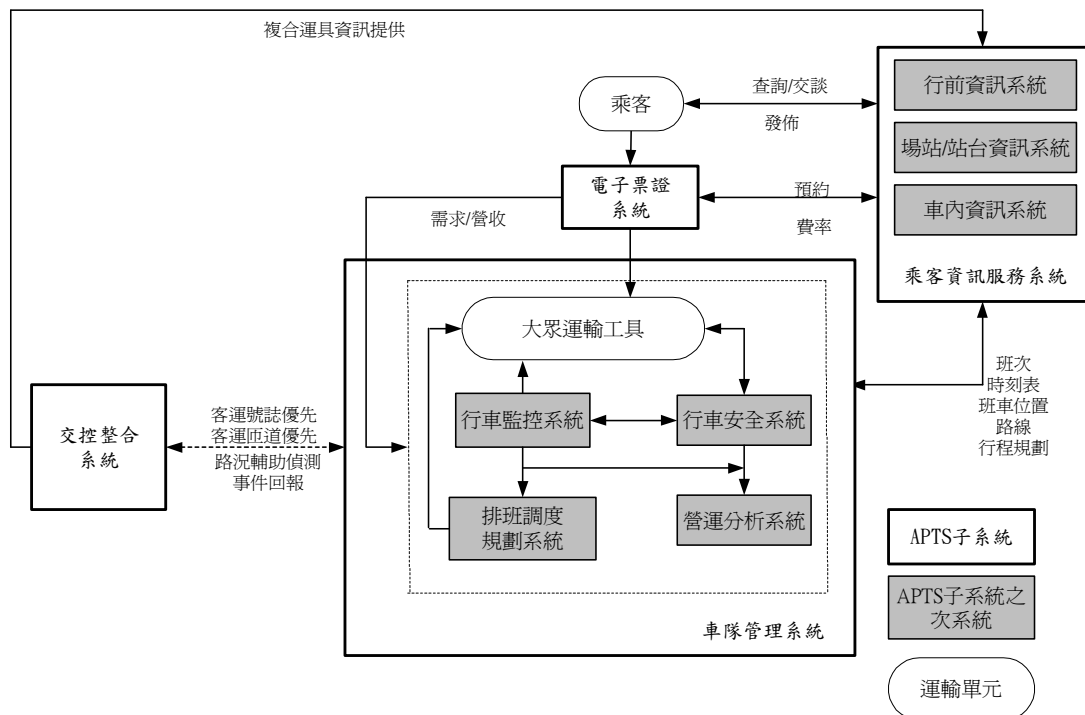 複合運具資訊提供
行前資訊系統
場站/站台資訊系統
車內資訊系統
乘客資訊服務系統
乘客
查詢/交談
發佈
電子票證
系統
預約
費率
需求/營收
大眾運輸工具
行車監控系統
行車安全系統
排班調度
規劃系統
營運分析系統
車隊管理系統
交控整合
系統
客運號誌優先
客運匝道優先
路況輔助偵測
事件回報
班次
時刻表
班車位置
路線
行程規劃
APTS子系統
APTS子系統之
次系統
運輸單元